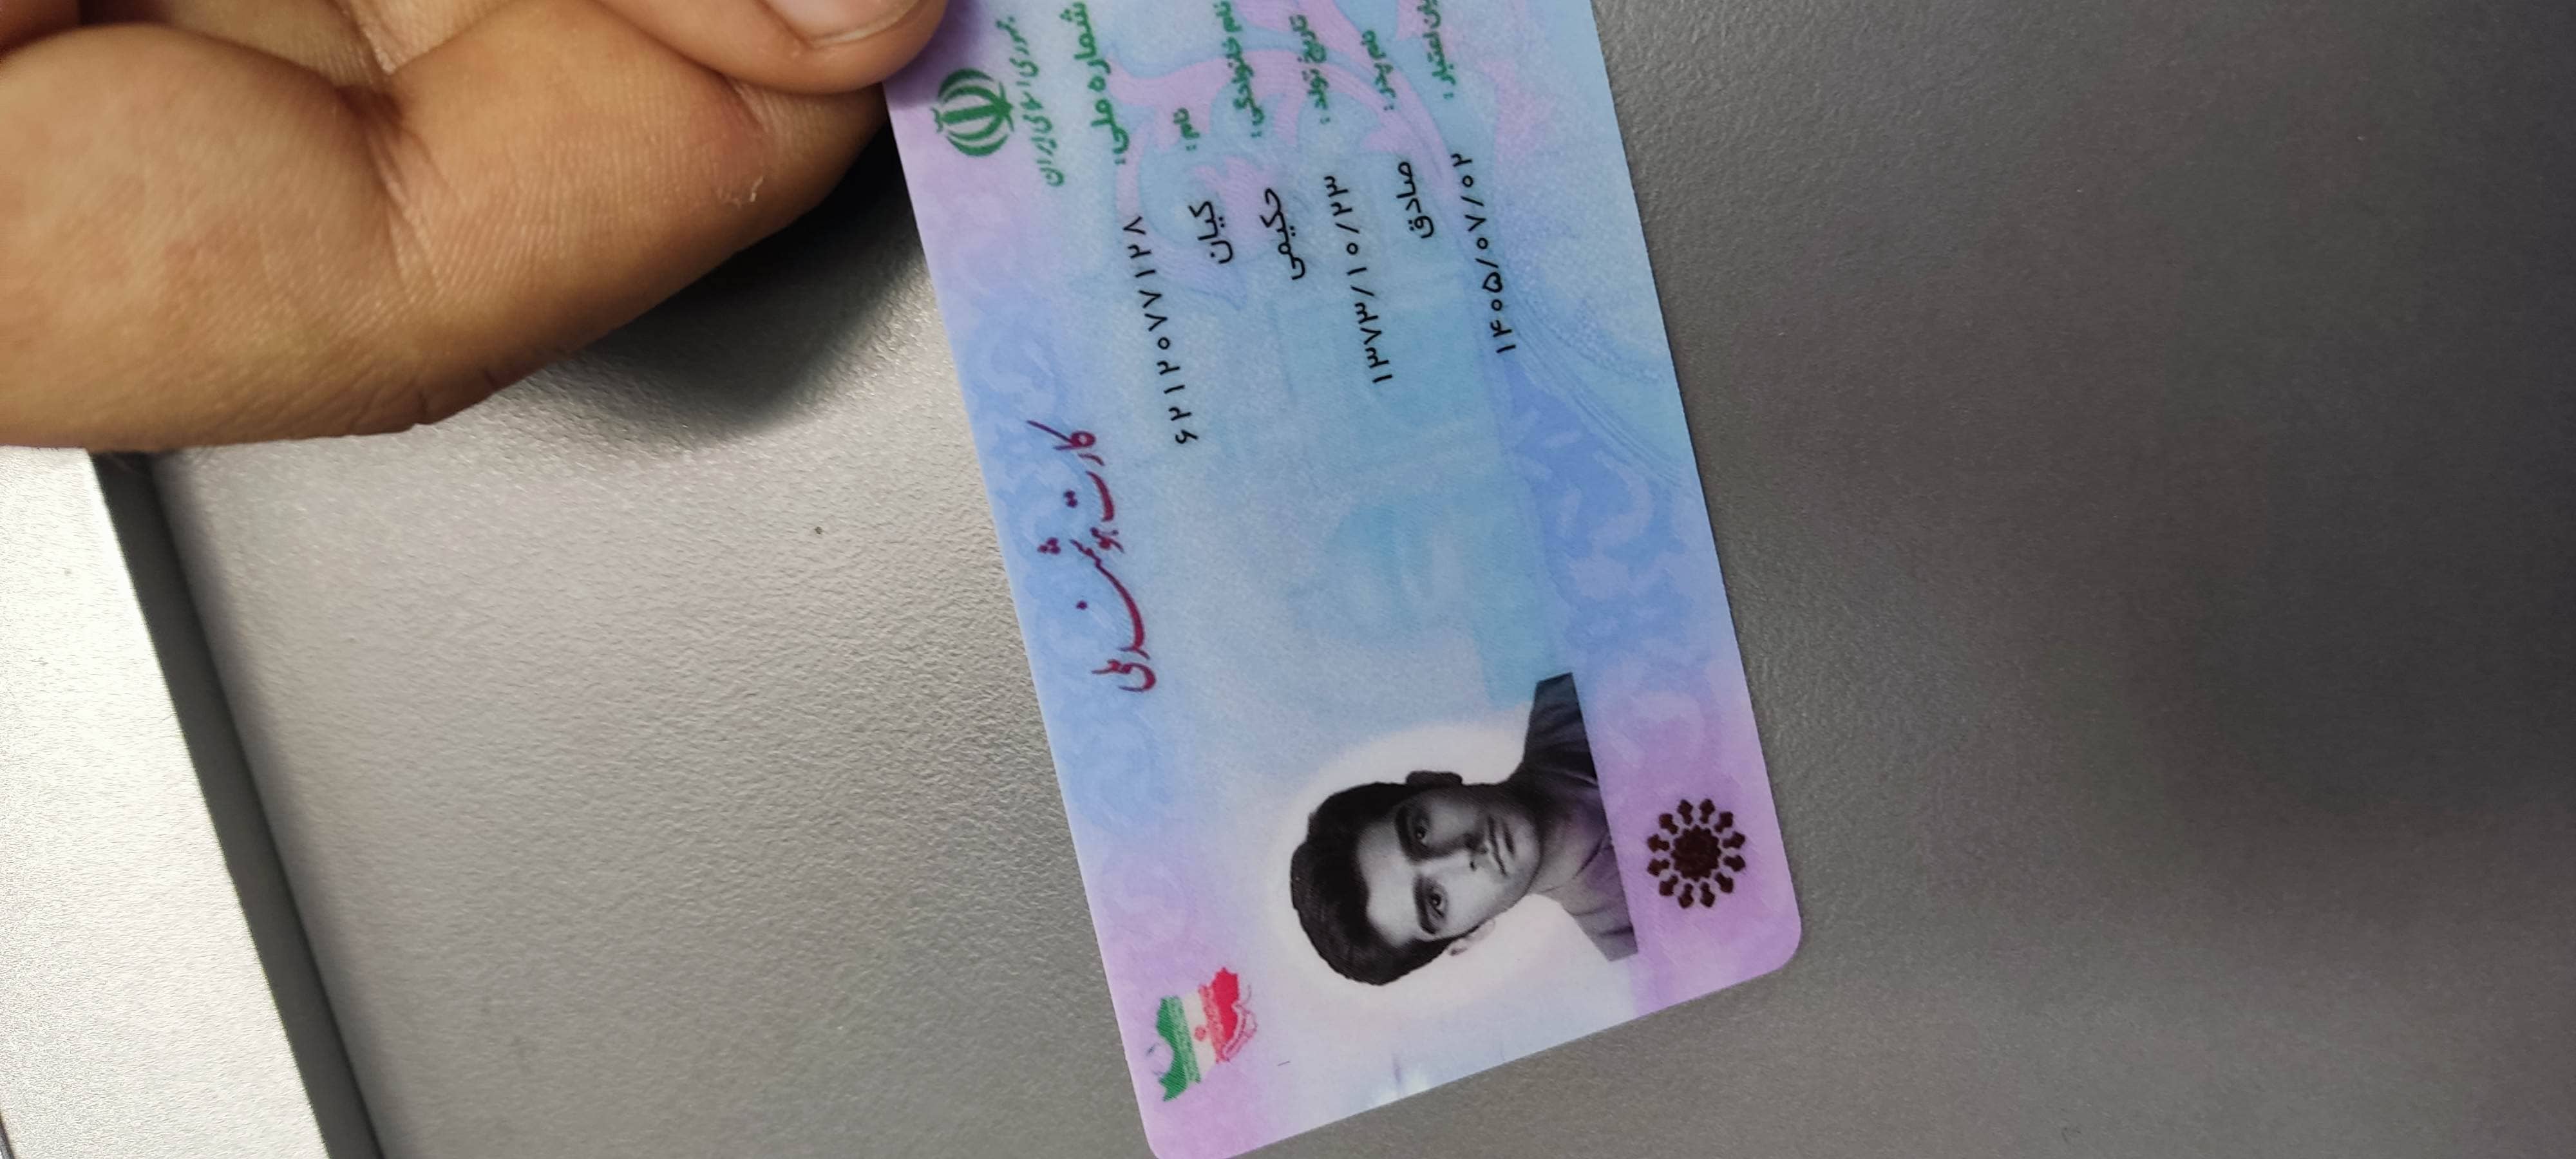 جمهوری اسلامی ایران
کارت هوشمند ملی
شماره ملی: ۶۲۱۲۰۷۷۱۲۸
نام: کیان
نام خانوادگی: حکیمی
تاریخ تولد: ۱۳۷۳/۱۰/۲۳
نام پدر: صادق
اعتبار: ۱۴۰۵/۰۷/۰۲